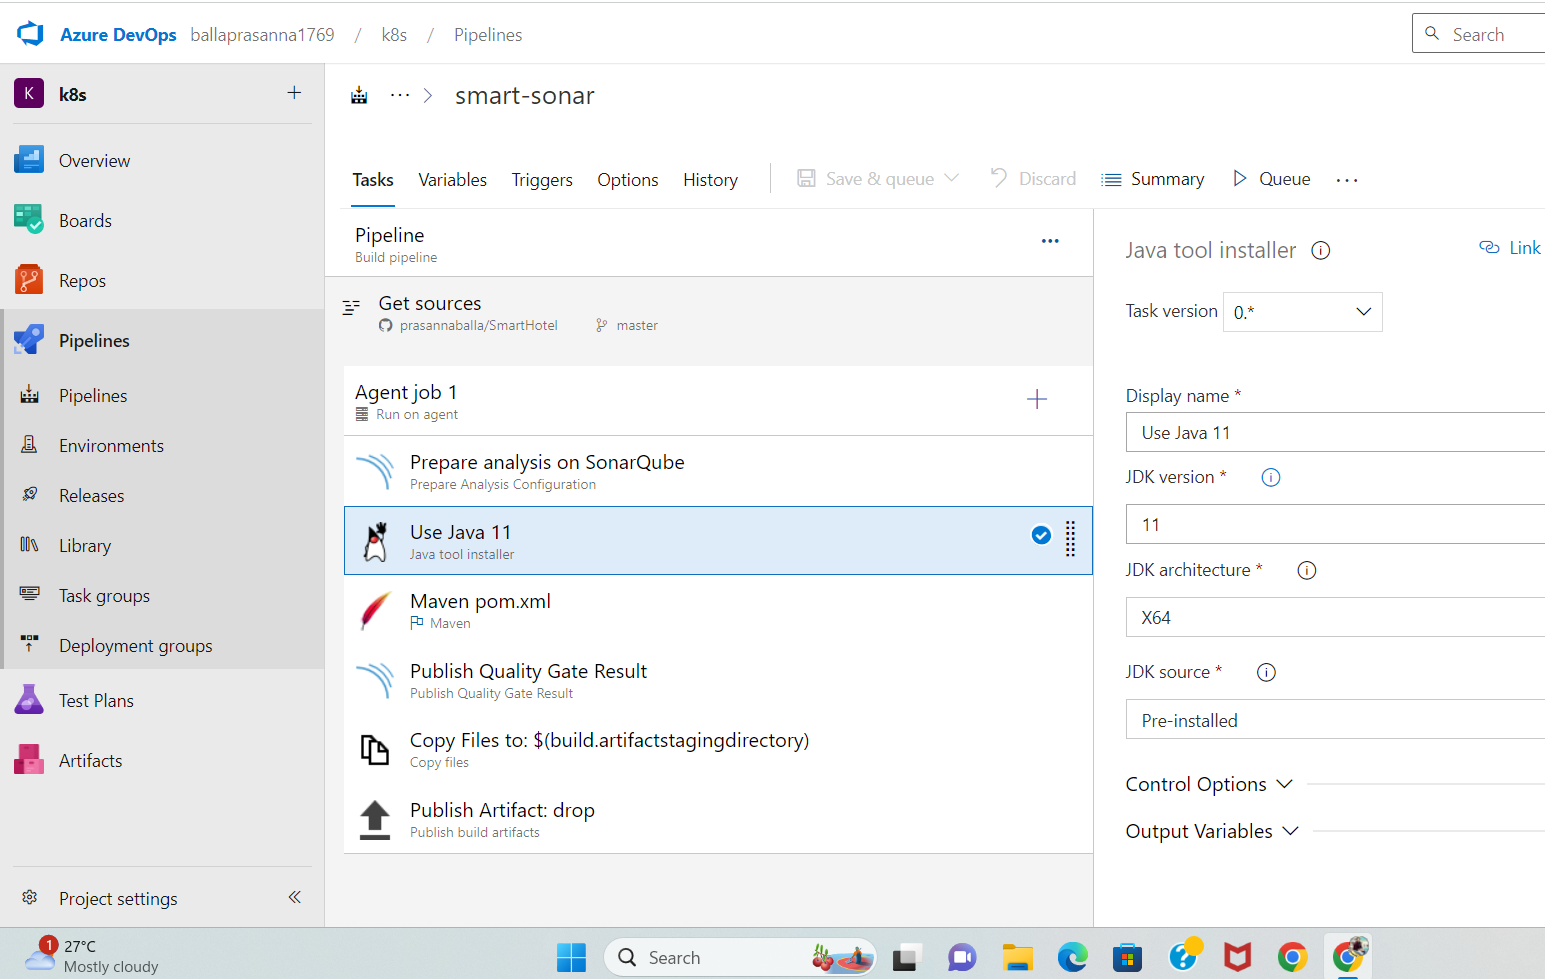 Azure DevOps ballaprasanna1769 / k8s / Pipelines
Search
K k8s
Overview
Boards
Repos
Pipelines
Pipelines
Environments
Releases
Library
Task groups
Deployment groups
Test Plans
Artifacts
Project settings
··· smart-sonar
Tasks Variables Triggers Options History Save & queue Discard Summary Queue ···
Pipeline
Build pipeline
Get sources
prasannaballa/SmartHotel master
Agent job 1
Run on agent
Prepare analysis on SonarQube
Prepare Analysis Configuration
Use Java 11
Java tool installer
Maven pom.xml
Maven
Publish Quality Gate Result
Publish Quality Gate Result
Copy Files to: $(build.artifactstagingdirectory)
Copy files
Publish Artifact: drop
Publish build artifacts
Java tool installer Link
Task version 0.*
Display name *
Use Java 11
JDK version *
11
JDK architecture *
X64
JDK source *
Pre-installed
Control Options
Output Variables
1
27°C
Mostly cloudy
Search